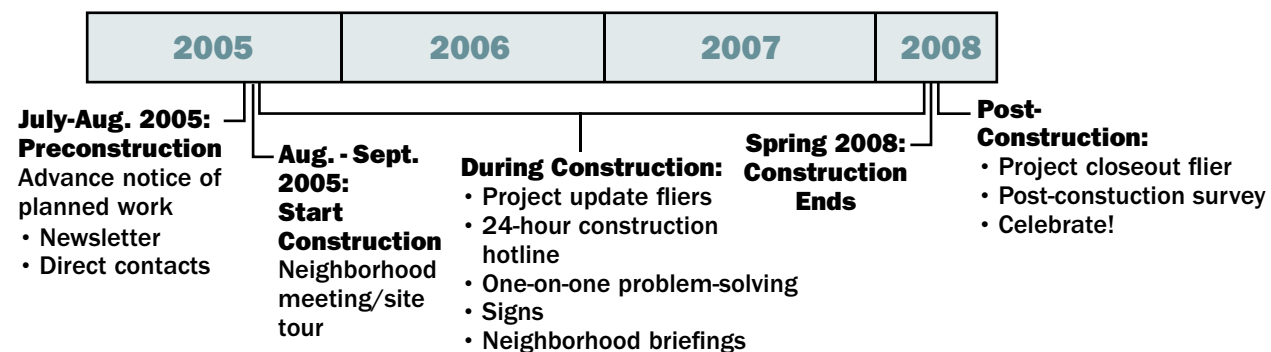 2005 2006 2007 2008
July-Aug. 2005:
Preconstruction
Advance notice of
planned work
• Newsletter
• Direct contacts
Aug. - Sept.
2005:
Start
Construction
Neighborhood
meeting/site
tour
During Construction:
• Project update fliers
• 24-hour construction
hotline
• One-on-one problem-solving
• Signs
• Neighborhood briefings
Spring 2008:
Construction
Ends
Post-
Construction:
• Project closeout flier
• Post-constuction survey
• Celebrate!